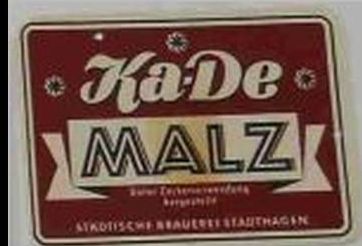 Ka-De
MALZ
Unter Zuckerverwendung
hergestellt
STÄDTISCHE BRAUEREI STADTHAGEN